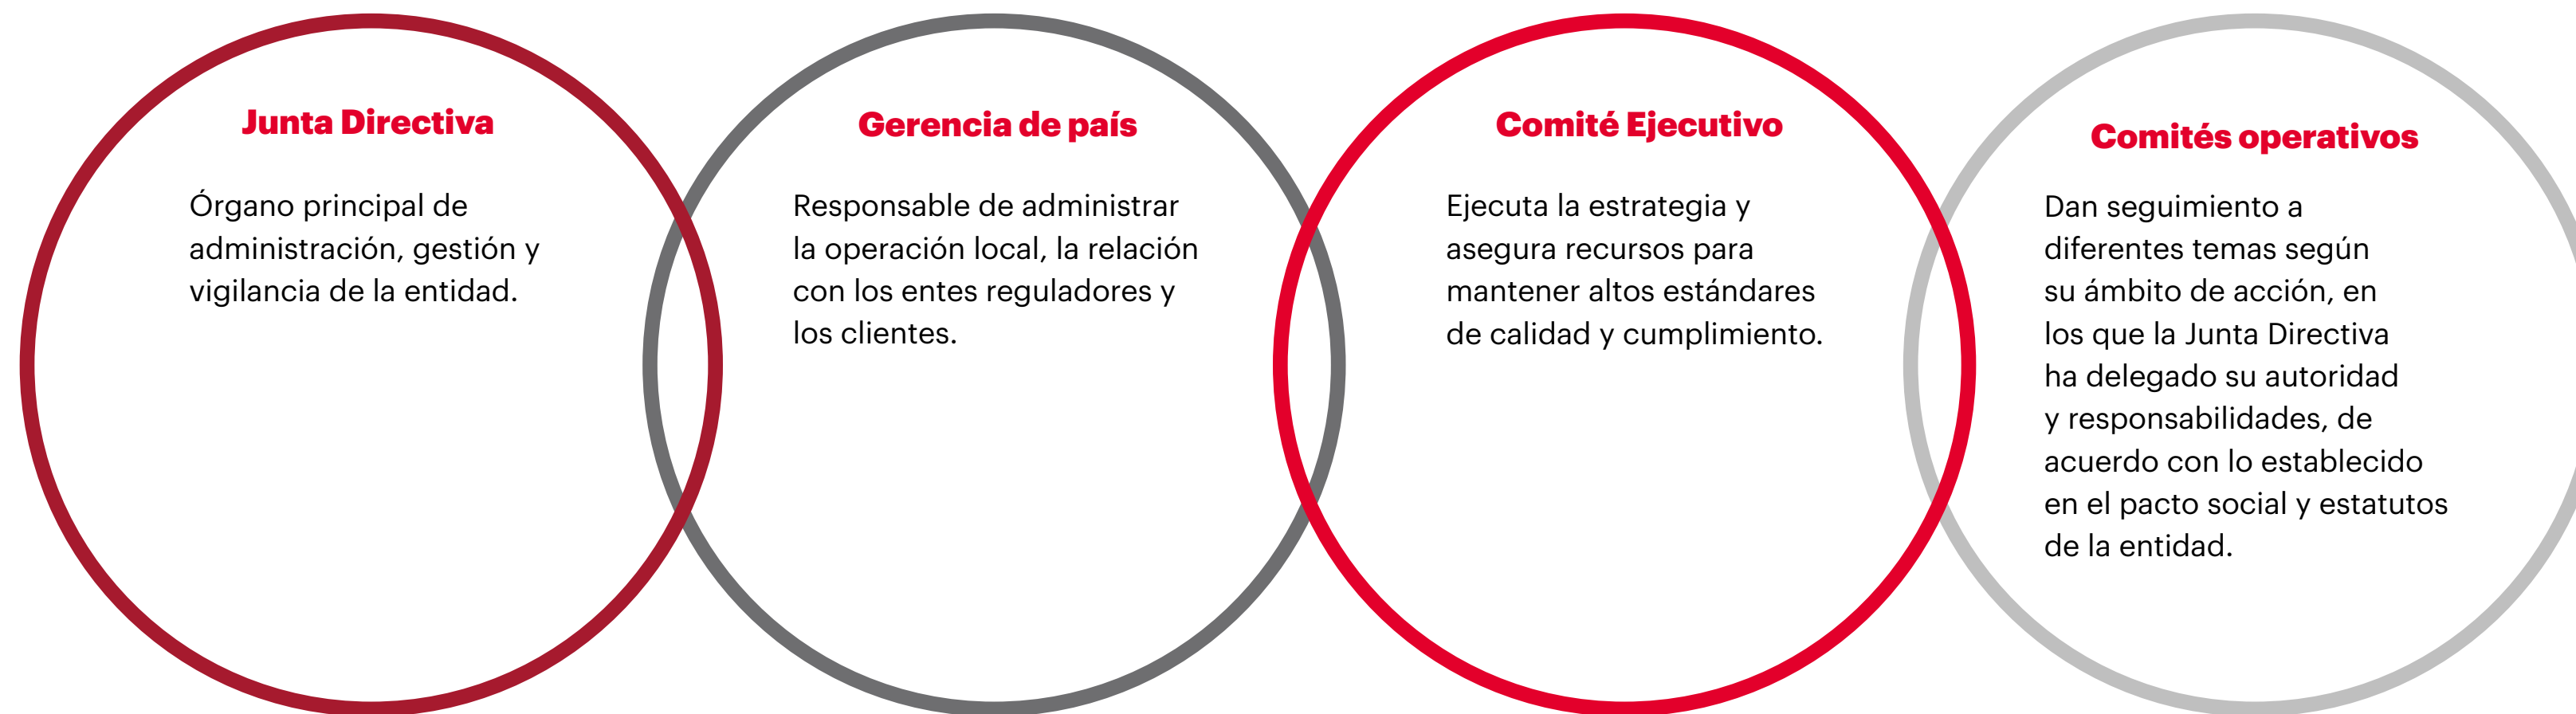 Junta Directiva
Órgano principal de
administración, gestión y
vigilancia de la entidad.
Gerencia de país
Responsable de administrar
la operación local, la relación
con los entes reguladores y
los clientes.
Comité Ejecutivo
Ejecuta la estrategia y
asegura recursos para
mantener altos estándares
de calidad y cumplimiento.
Comités operativos
Dan seguimiento a
diferentes temas según
su ámbito de acción, en
los que la Junta Directiva
ha delegado su autoridad
y responsabilidades, de
acuerdo con lo establecido
en el pacto social y estatutos
de la entidad.